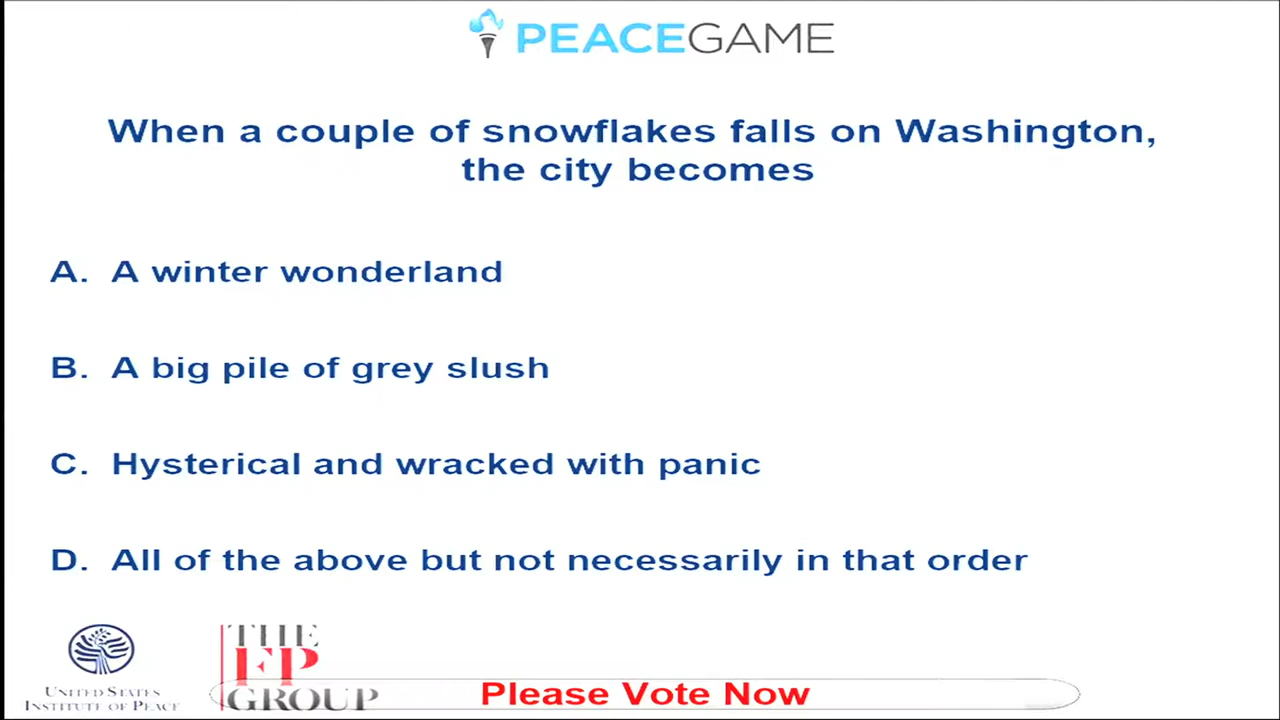 PEACEGAME
When a couple of snowflakes falls on Washington,
the city becomes
A. A winter wonderland
B. A big pile of grey slush
C. Hysterical and wracked with panic
D. All of the above but not necessarily in that order
UNITED STATES
INSTITUTE OF PEACE
THE
FP
GROUP
Please Vote Now